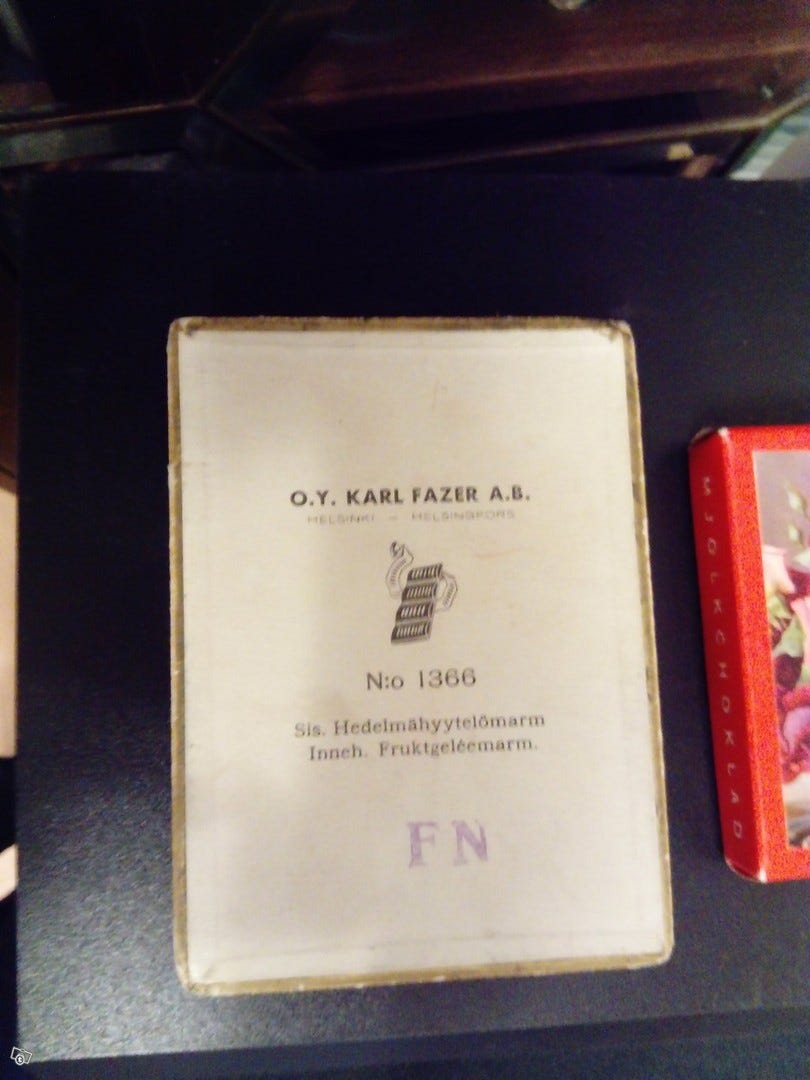 O.Y. KARL FAZER A.B.
HELSINKI — HELSINGFORS
N:o 1366
Sis. Hedelmähyytelömarm
Inneh. Fruktgeléemarm.
FN
MJÖLKCHOKLAD